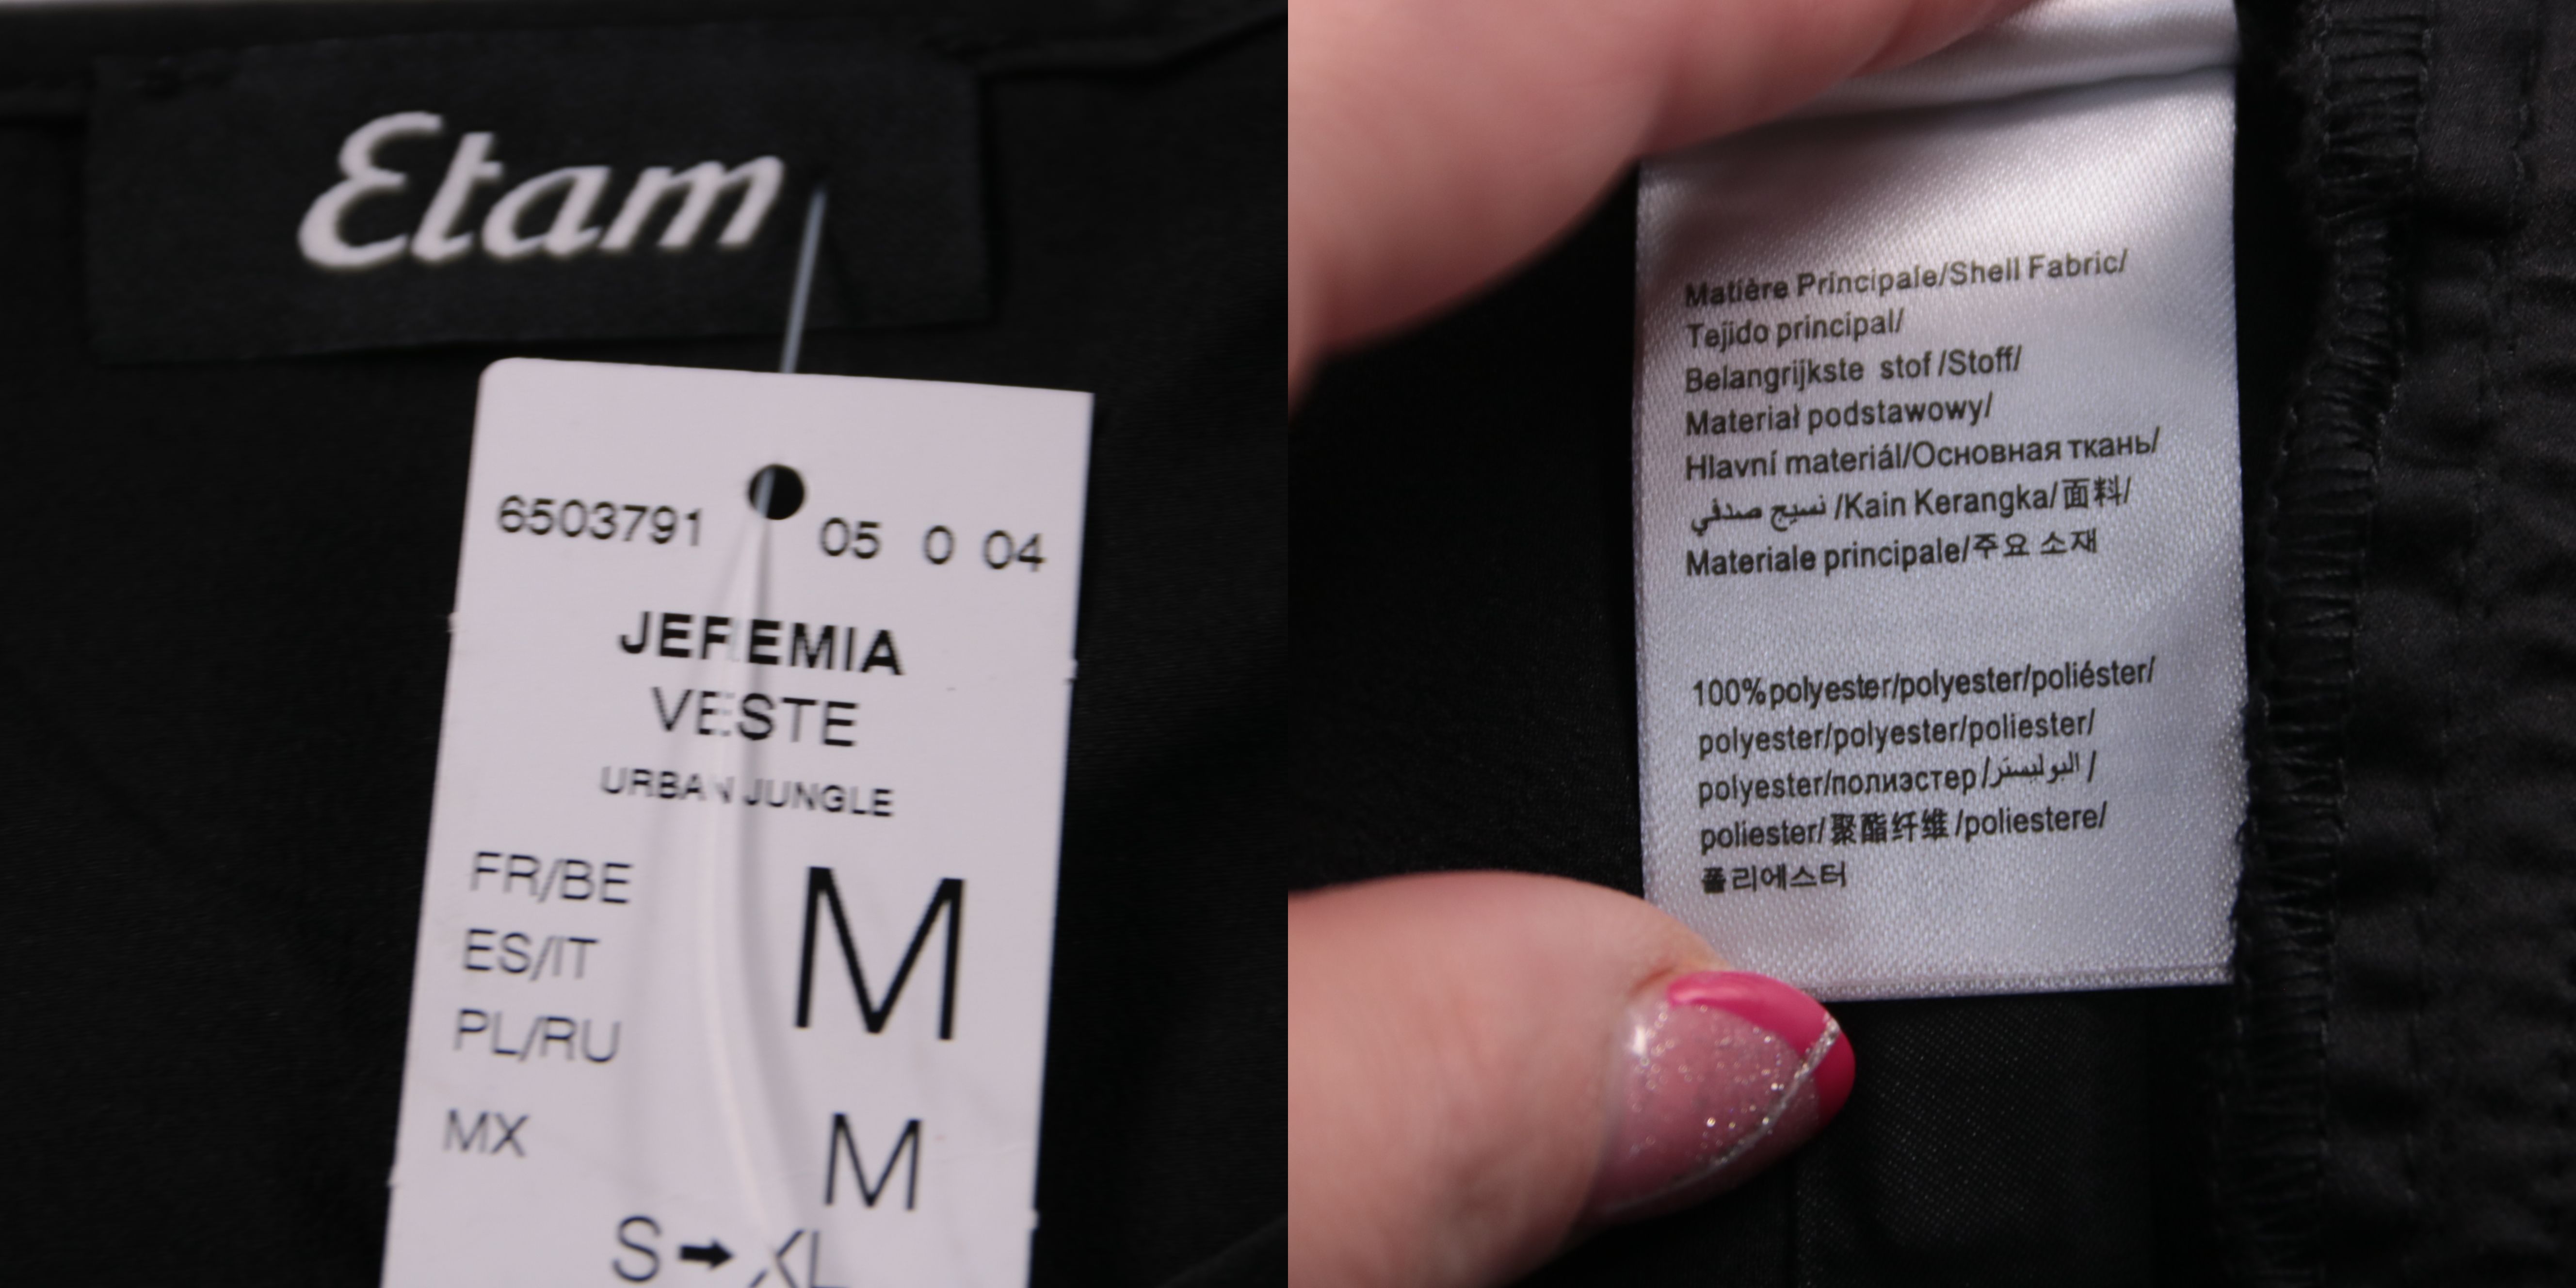 Etam
6503791 05 0 04
JEREMIA
VESTE
URBAN JUNGLE
FR/BE
ES/IT
PL/RU
M
MX
M
S→XL
Matière Principale/Shell Fabric/
Tejido principal/
Belangrijkste stof /Stoff/
Materiał podstawowy/
Hlavní materiál/Основная ткань/
نسيج صدفي /Kain Kerangka/面料/
Materiale principale/주요 소재
100%polyester/polyester/poliéster/
polyester/polyester/poliester/
polyester/полиэстер/البوليستر /
poliester/聚酯纤维/poliestere/
폴리에스터